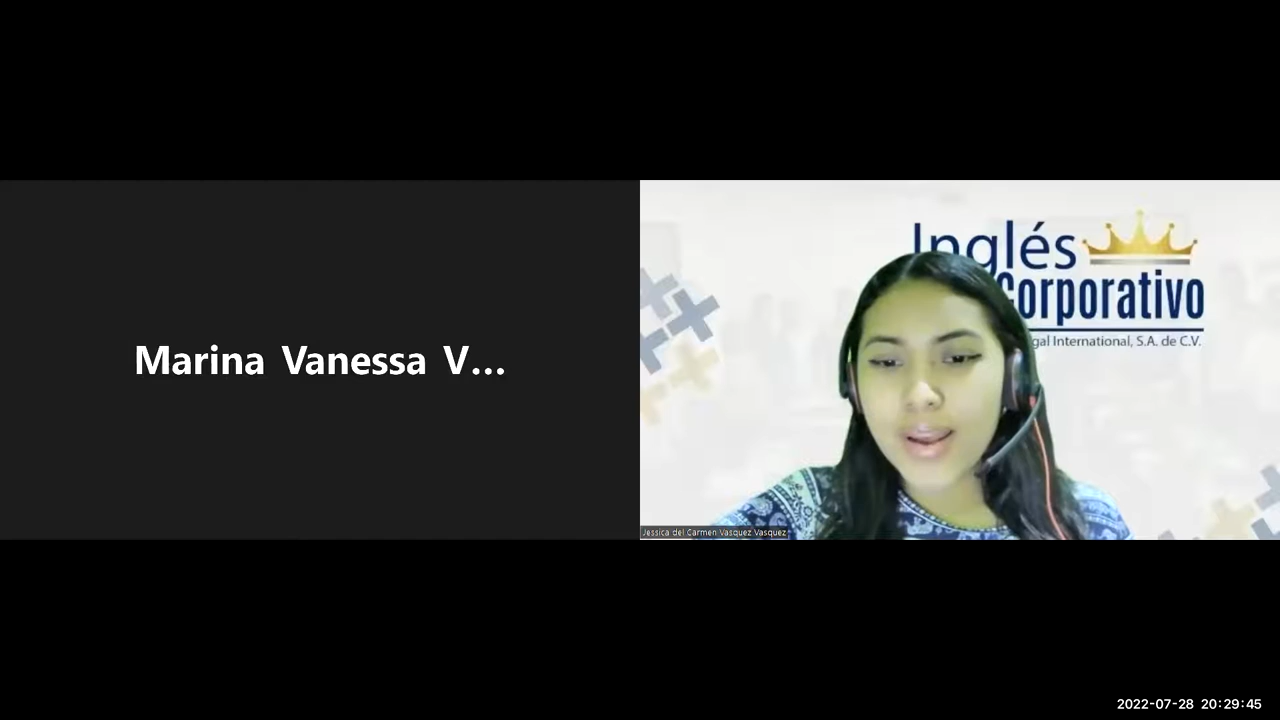 Marina Vanessa V...
Inglés
Corporativo
gal International, S.A. de C.V.
Jessica del Carmen Vasquez Vasquez
2022-07-28 20:29:45